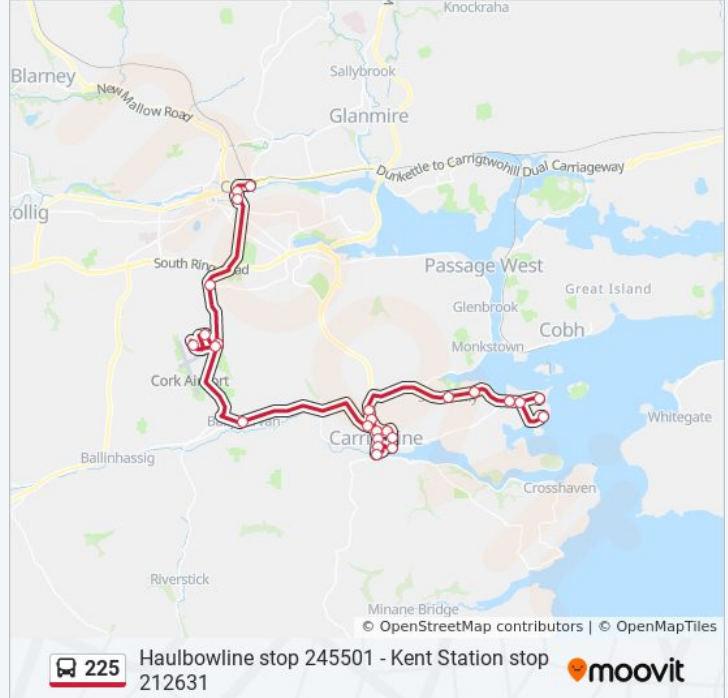 Knockraha
Blarney
Sallybrook
New Mallow Road
Glanmire
Dunkettle to Carrigtwohill Dual Carriageway
ollig
South Ring
ad
Passage West
Great Island
Glenbrook
Cobh
Monkstown
Cork Airport
Whitegate
Ballinhassig
Crosshaven
Riverstick
Minane Bridge
© OpenStreetMap contributors | © OpenMapTiles
225
Haulbowline stop 245501 - Kent Station stop
212631
moovit